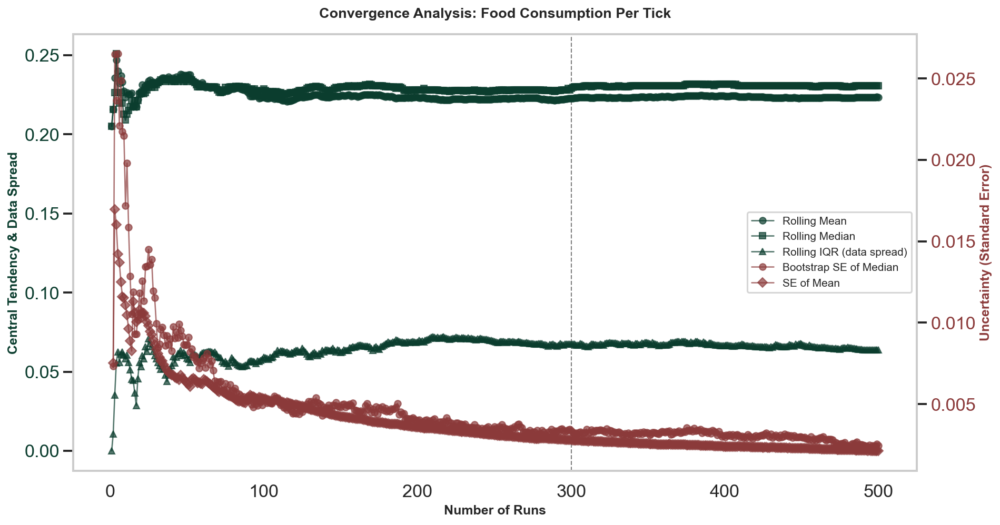 Convergence Analysis: Food Consumption Per Tick
Central Tendency & Data Spread
0.25
0.20
0.15
0.10
0.05
0.00
0.025
0.020
0.015
0.010
0.005
Uncertainty (Standard Error)
Rolling Mean
Rolling Median
Rolling IQR (data spread)
Bootstrap SE of Median
SE of Mean
0 100 200 300 400 500
Number of Runs